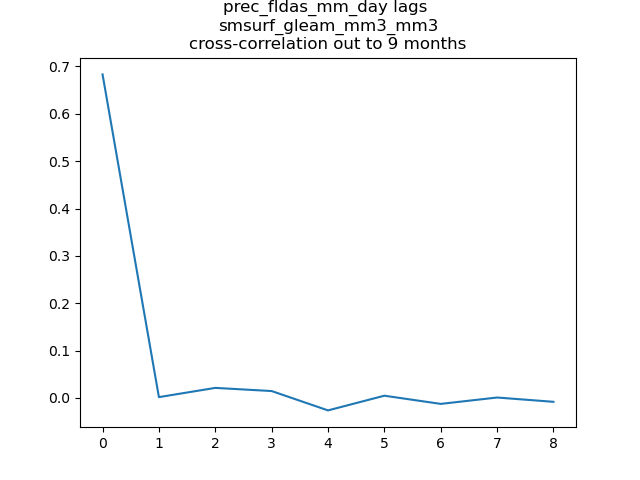 prec_fldas_mm_day lags
smsurf_gleam_mm3_mm3
cross-correlation out to 9 months
0.7
0.6
0.5
0.4
0.3
0.2
0.1
0.0
0 1 2 3 4 5 6 7 8